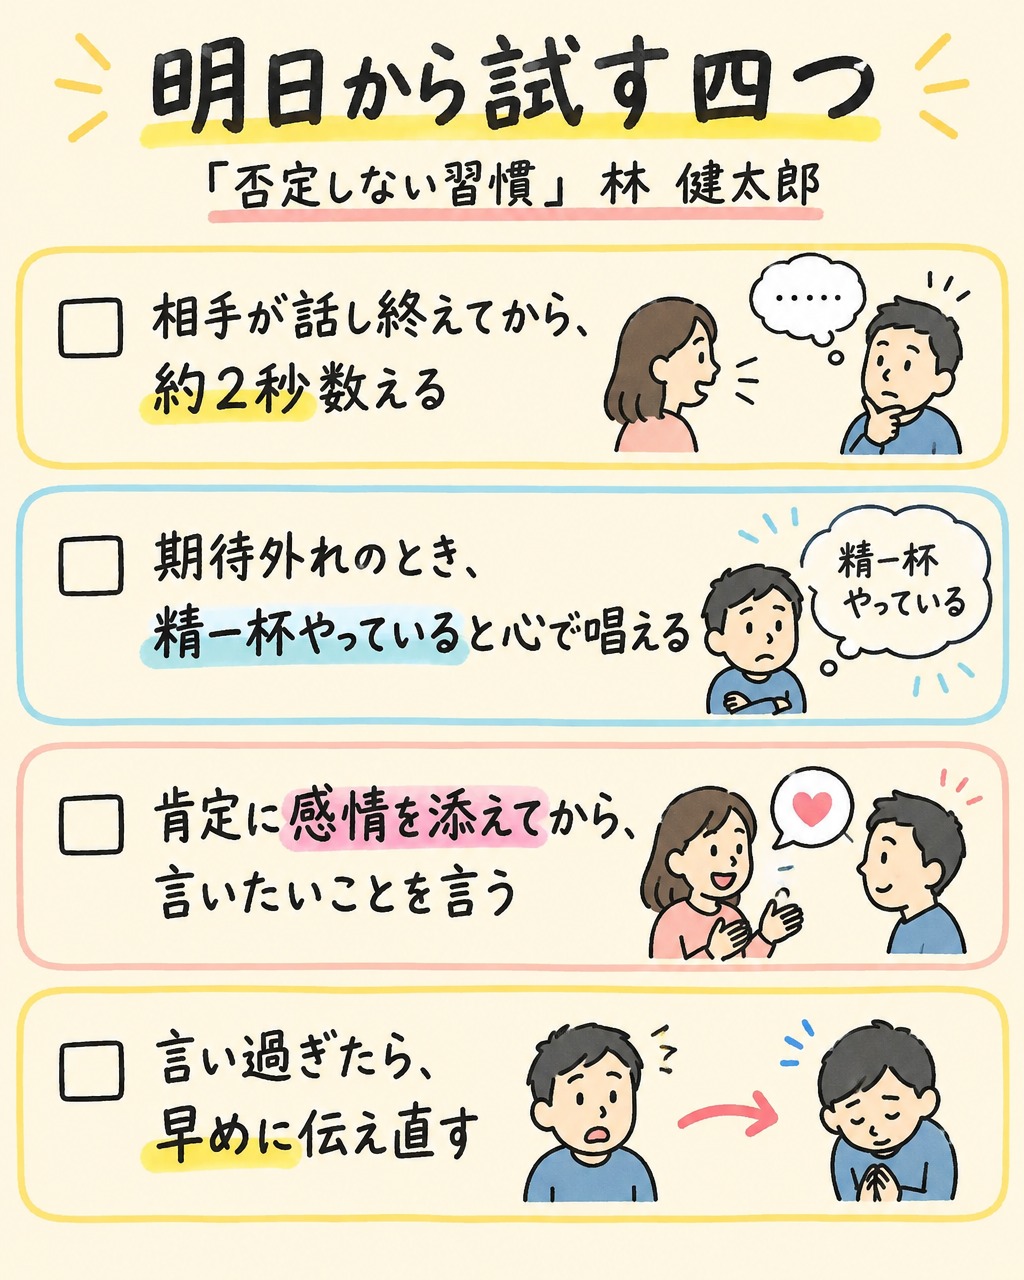 明日から試す四つ
「否定しない習慣」 林 健太郎
相手が話し終えてから、
約2秒数える
……
期待外れのとき、
精一杯やっていると心で唱える
精一杯
やっている
肯定に感情を添えてから、
言いたいことを言う
言い過ぎたら、
早めに伝え直す